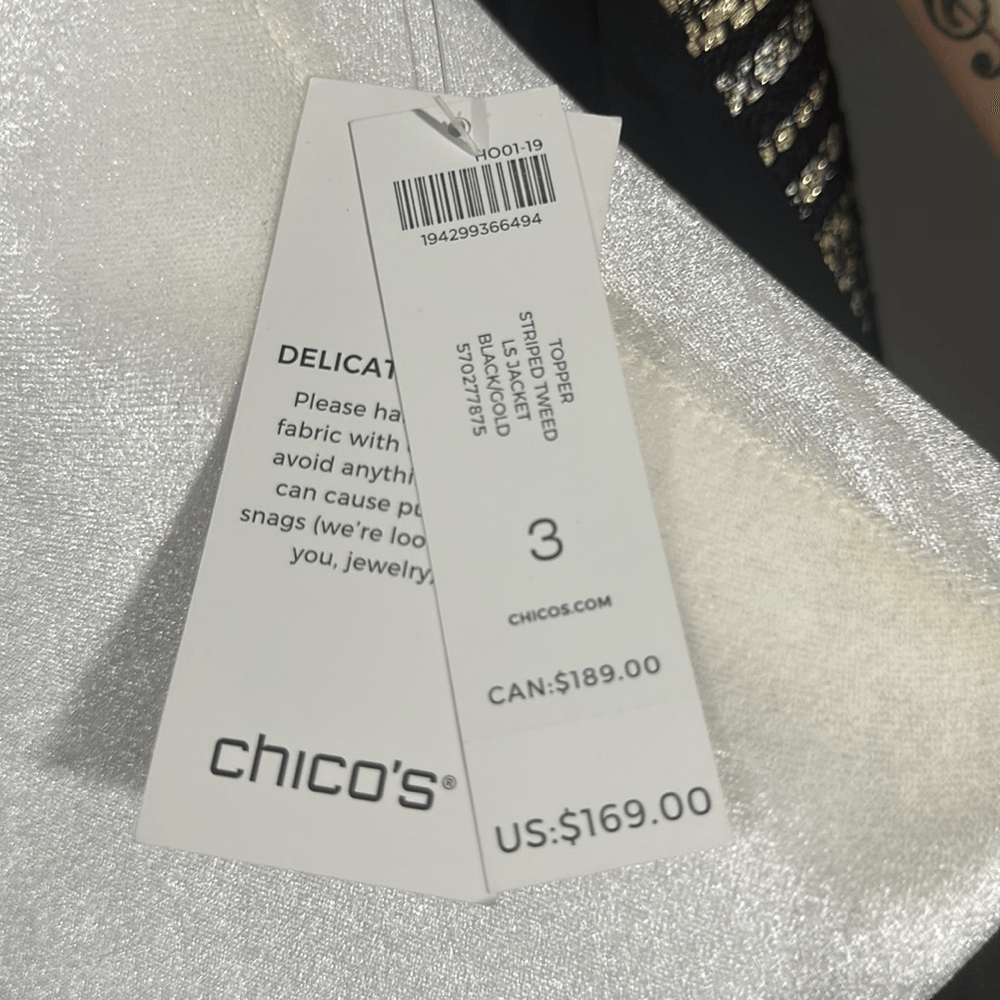 HO01-19
194299366494
TOPPER
STRIPED TWEED
LS JACKET
BLACK/GOLD
570277875
3
CHICOS.COM
CAN:$189.00
US:$169.00
DELICAT
Please ha
fabric with
avoid anythi
can cause pu
snags (we're loo
you, jewelry,
chico's®